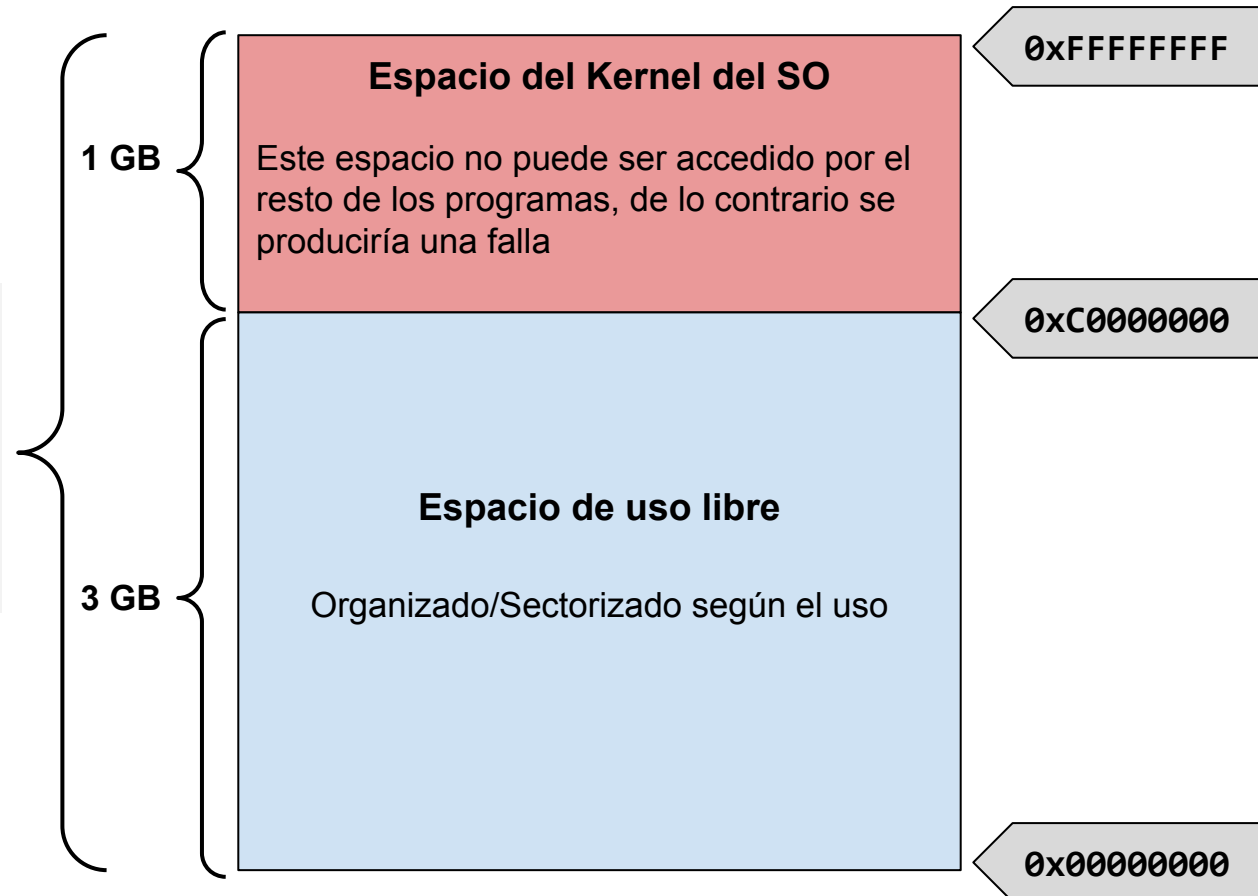 Espacio del Kernel del SO
0xFFFFFFFF
1 GB
Este espacio no puede ser accedido por el
resto de los programas, de lo contrario se
produciría una falla
0xC0000000
Espacio de uso libre
3 GB
Organizado/Sectorizado según el uso
0x00000000